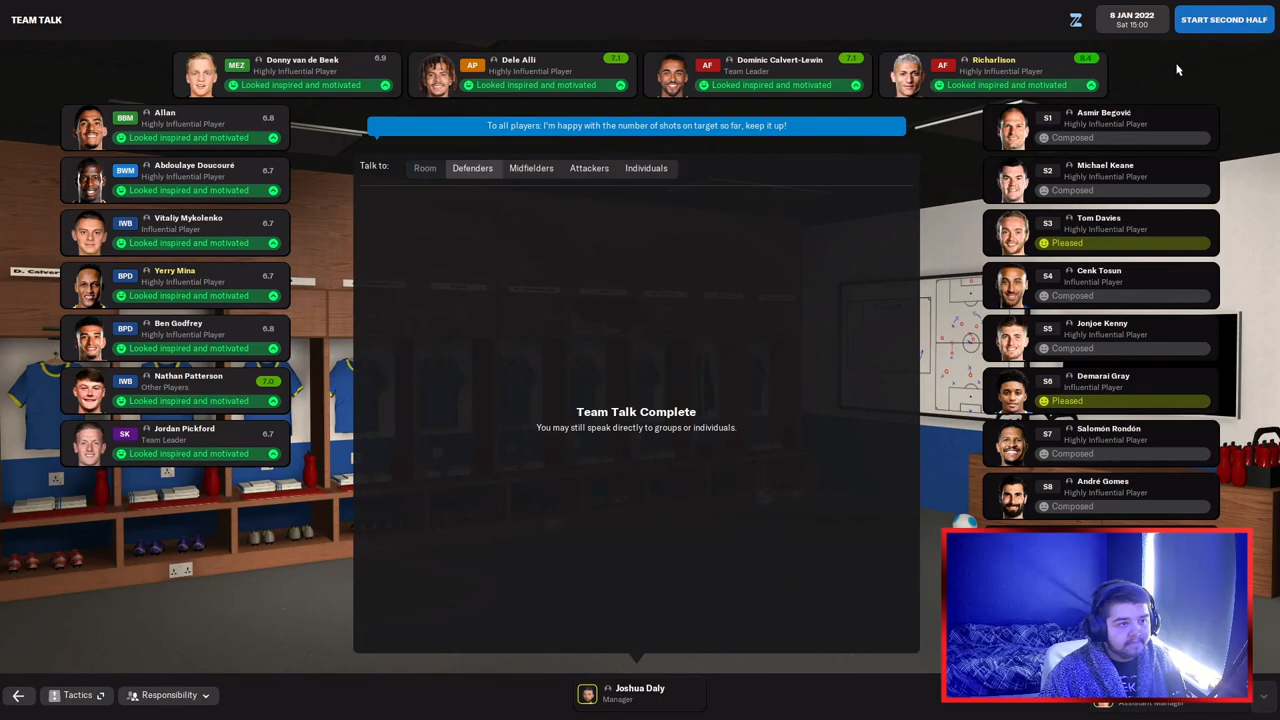 TEAM TALK
8 JAN 2022
Sat 15:00
START SECOND HALF
MEZ Donny van de Beek 6.9
Highly Influential Player
Looked inspired and motivated
AP Dele Alli 7.1
Highly Influential Player
Looked inspired and motivated
AF Dominic Calvert-Lewin 7.1
Team Leader
Looked inspired and motivated
AF Richarlison 8.4
Highly Influential Player
Looked inspired and motivated
BBM Allan 6.8
Highly Influential Player
Looked inspired and motivated
BWM Abdoulaye Doucouré 6.7
Highly Influential Player
Looked inspired and motivated
IWB Vitaliy Mykolenko 6.7
Influential Player
Looked inspired and motivated
D. Calver
BPD Yerry Mina 6.7
Highly Influential Player
Looked inspired and motivated
BPD Ben Godfrey 6.8
Highly Influential Player
Looked inspired and motivated
IWB Nathan Patterson 7.0
Other Players
Looked inspired and motivated
SK Jordan Pickford 6.7
Team Leader
Looked inspired and motivated
To all players: I'm happy with the number of shots on target so far, keep it up!
Talk to: Room Defenders Midfielders Attackers Individuals
Team Talk Complete
You may still speak directly to groups or individuals.
S1 Asmir Begović
Highly Influential Player
Composed
S2 Michael Keane
Highly Influential Player
Composed
S3 Tom Davies
Highly Influential Player
Pleased
S4 Cenk Tosun
Influential Player
Composed
S5 Jonjoe Kenny
Highly Influential Player
Composed
S6 Demarai Gray
Influential Player
Pleased
S7 Salomón Rondón
Highly Influential Player
Composed
S8 André Gomes
Highly Influential Player
Composed
Tactics
Responsibility
Joshua Daly
Manager
Assistant Manager